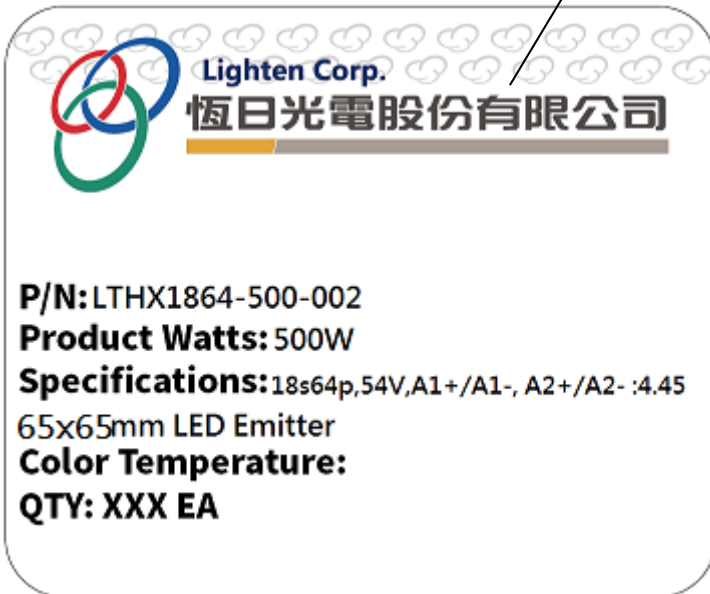 Lighten Corp.
恆日光電股份有限公司
P/N: LTHX1864-500-002
Product Watts: 500W
Specifications: 18s64p,54V,A1+/A1-, A2+/A2- :4.45
65x65mm LED Emitter
Color Temperature:
QTY: XXX EA